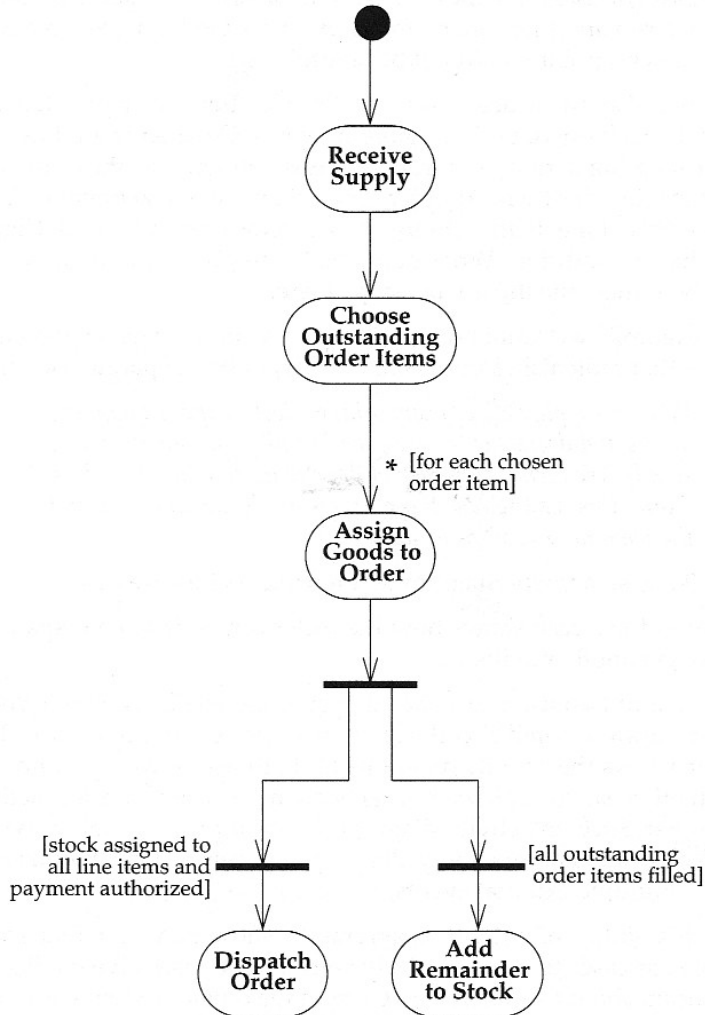 Receive
Supply
Choose
Outstanding
Order Items
* [for each chosen
order item]
Assign
Goods to
Order
[stock assigned to
all line items and
payment authorized]
[all outstanding
order items filled]
Dispatch
Order
Add
Remainder
to Stock